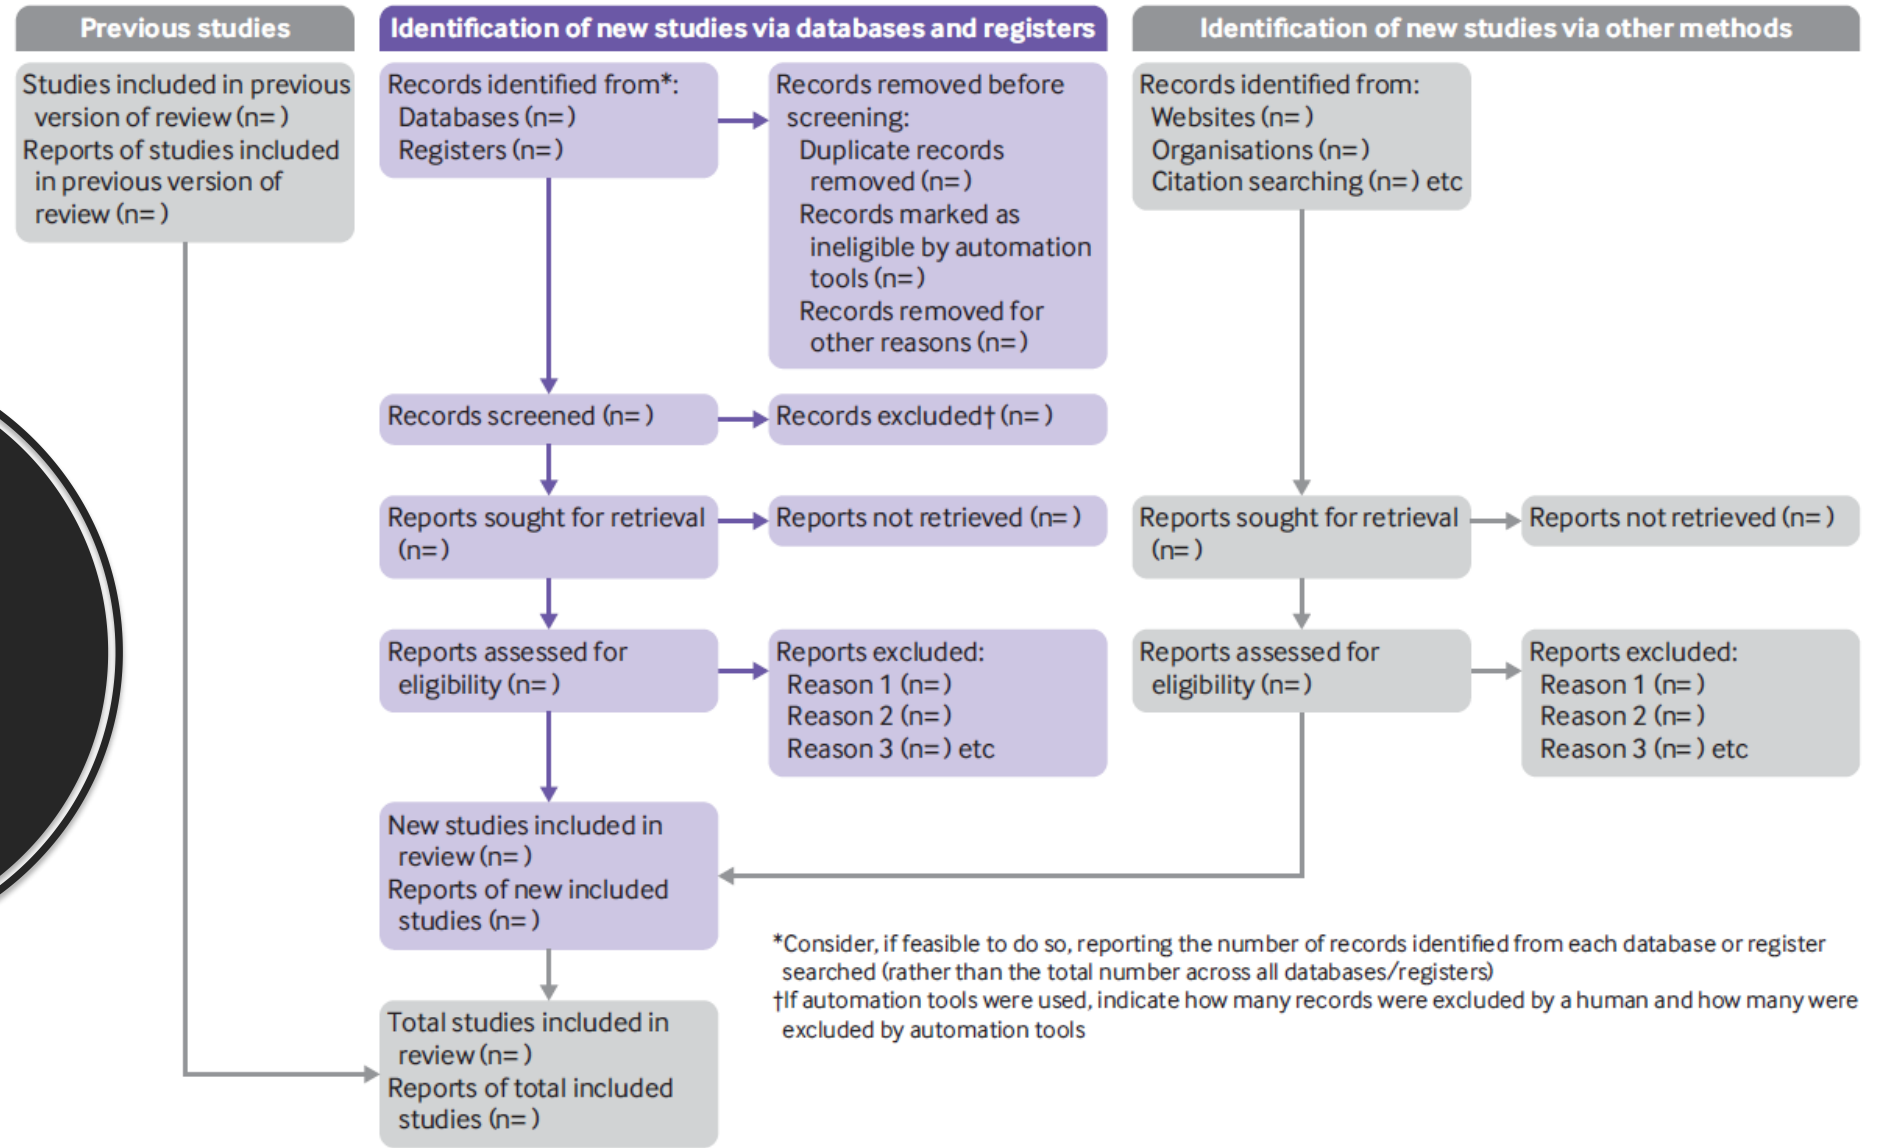 Previous studies
Studies included in previous
version of review (n= )
Reports of studies included
in previous version of
review (n= )
Identification of new studies via databases and registers
Records identified from*:
Databases (n= )
Registers (n= )
Records removed before
screening:
Duplicate records
removed (n= )
Records marked as
ineligible by automation
tools (n= )
Records removed for
other reasons (n= )
Records screened (n= )
Records excluded† (n= )
Reports sought for retrieval
(n= )
Reports not retrieved (n= )
Reports assessed for
eligibility (n= )
Reports excluded:
Reason 1 (n= )
Reason 2 (n= )
Reason 3 (n= ) etc
New studies included in
review (n= )
Reports of new included
studies (n= )
Total studies included in
review (n= )
Reports of total included
studies (n= )
Identification of new studies via other methods
Records identified from:
Websites (n= )
Organisations (n= )
Citation searching (n= ) etc
Reports sought for retrieval
(n= )
Reports not retrieved (n= )
Reports assessed for
eligibility (n= )
Reports excluded:
Reason 1 (n= )
Reason 2 (n= )
Reason 3 (n= ) etc
*Consider, if feasible to do so, reporting the number of records identified from each database or register
searched (rather than the total number across all databases/registers)
†If automation tools were used, indicate how many records were excluded by a human and how many were
excluded by automation tools